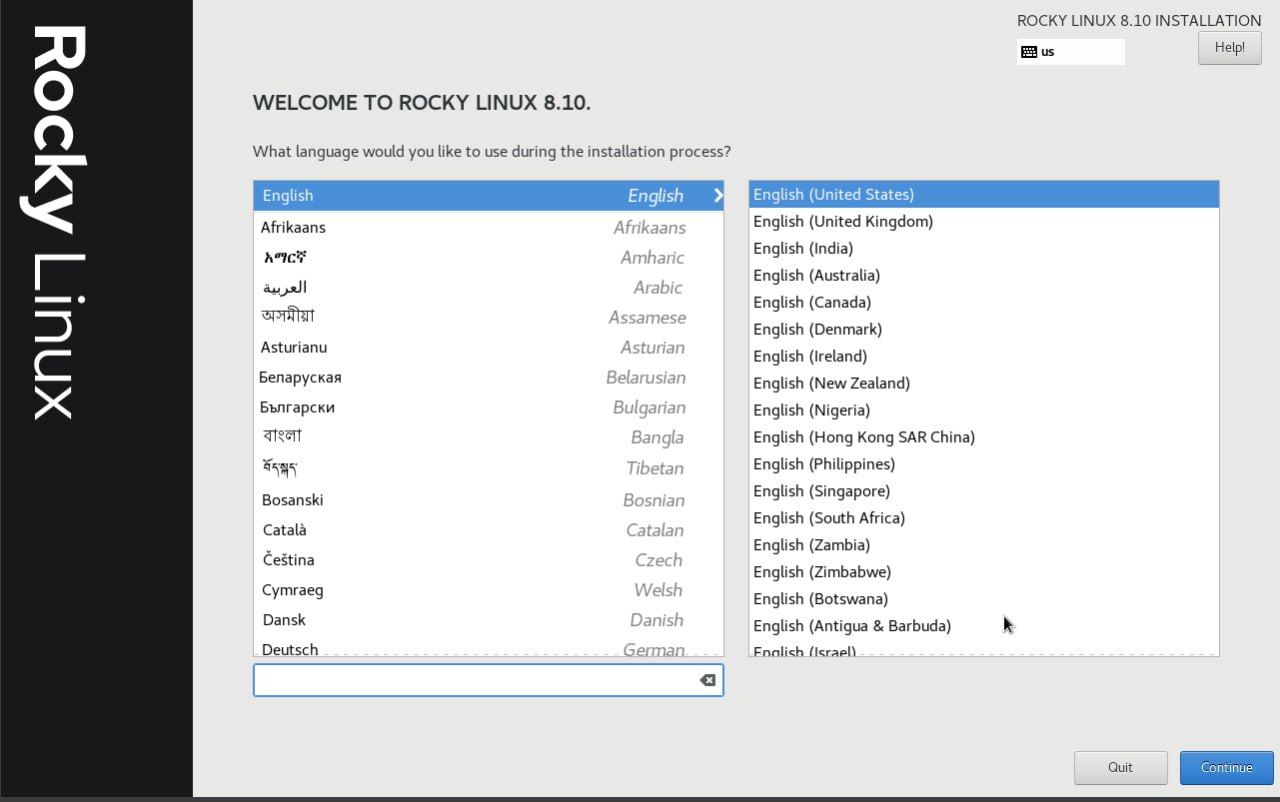 Rocky Linux
ROCKY LINUX 8.10 INSTALLATION
us
Help!
WELCOME TO ROCKY LINUX 8.10.
What language would you like to use during the installation process?
English English
Afrikaans Afrikaans
አማርኛ Amharic
العربية Arabic
অসমীয়া Assamese
Asturianu Asturian
Беларуская Belarusian
Български Bulgarian
বাংলা Bangla
བོད་སྐད་ Tibetan
Bosanski Bosnian
Català Catalan
Čeština Czech
Cymraeg Welsh
Dansk Danish
Deutsch German
English (United States)
English (United Kingdom)
English (India)
English (Australia)
English (Canada)
English (Denmark)
English (Ireland)
English (New Zealand)
English (Nigeria)
English (Hong Kong SAR China)
English (Philippines)
English (Singapore)
English (South Africa)
English (Zambia)
English (Zimbabwe)
English (Botswana)
English (Antigua & Barbuda)
English (Israel)
Quit
Continue